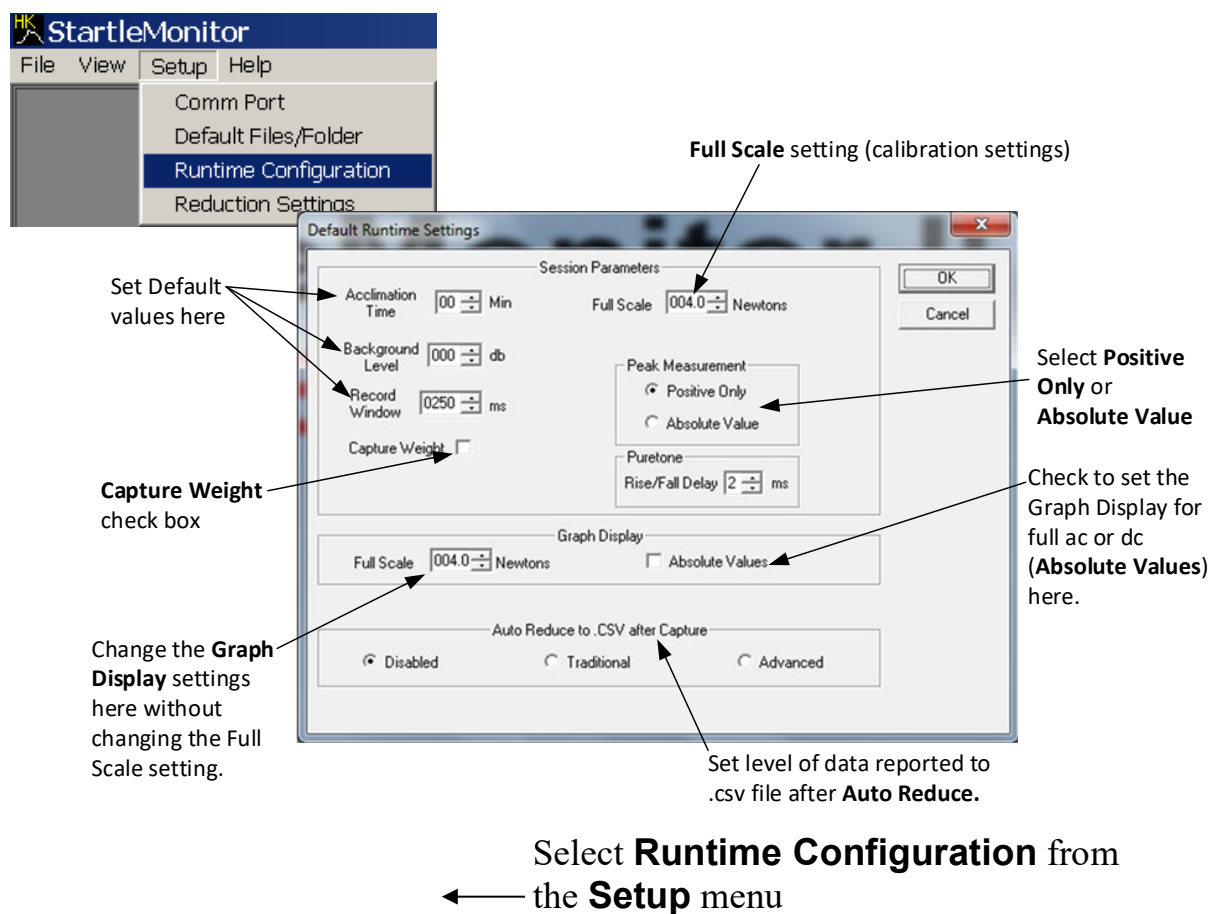 HK StartleMonitor
File View Setup Help
Comm Port
Default Files/Folder
Runtime Configuration
Reduction Settings
Full Scale setting (calibration settings)
Default Runtime Settings
Session Parameters
Set Default
values here
Acclimation
Time
00
Min
Full Scale
004.0
Newtons
OK
Cancel
Background
Level
000
db
Record
Window
0250
ms
Capture Weight
Peak Measurement
Positive Only
Absolute Value
Select Positive
Only or
Absolute Value
Puretone
Rise/Fall Delay
2
ms
Capture Weight
check box
Check to set the
Graph Display for
full ac or dc
(Absolute Values)
here.
Graph Display
Full Scale
004.0
Newtons
Absolute Values
Auto Reduce to .CSV after Capture
Disabled
Traditional
Advanced
Change the Graph
Display settings
here without
changing the Full
Scale setting.
Set level of data reported to
.csv file after Auto Reduce.
Select Runtime Configuration from
the Setup menu